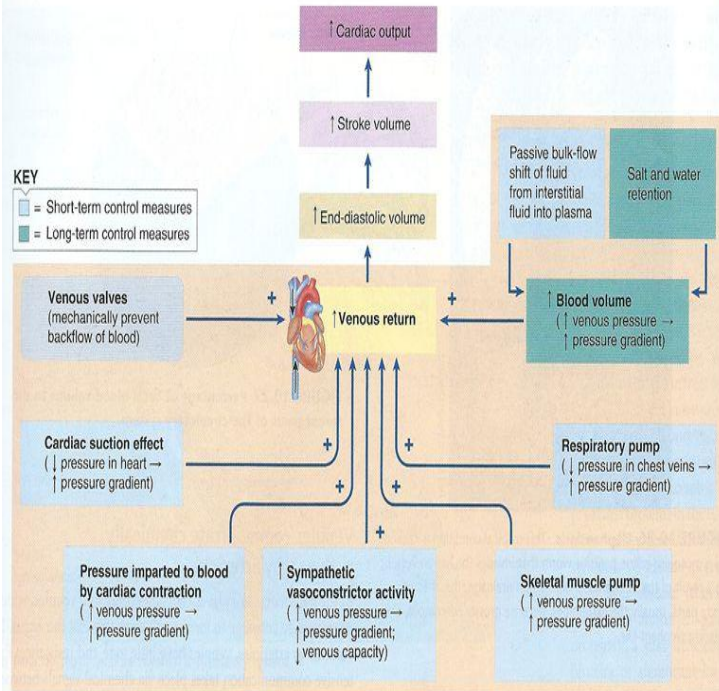 ↑ Cardiac output
↑ Stroke volume
↑ End-diastolic volume
Passive bulk-flow
shift of fluid
from interstitial
fluid into plasma
Salt and water
retention
KEY
= Short-term control measures
= Long-term control measures
Venous valves
(mechanically prevent
backflow of blood)
+
↑ Venous return
+
↑ Blood volume
(↑ venous pressure →
↑ pressure gradient)
Cardiac suction effect
(↓ pressure in heart →
↑ pressure gradient)
+
+
Respiratory pump
(↓ pressure in chest veins →
↑ pressure gradient)
+
+
+
Pressure imparted to blood
by cardiac contraction
(↑ venous pressure →
↑ pressure gradient)
↑ Sympathetic
vasoconstrictor activity
(↑ venous pressure →
↑ pressure gradient;
↓ venous capacity)
Skeletal muscle pump
(↑ venous pressure →
↑ pressure gradient)